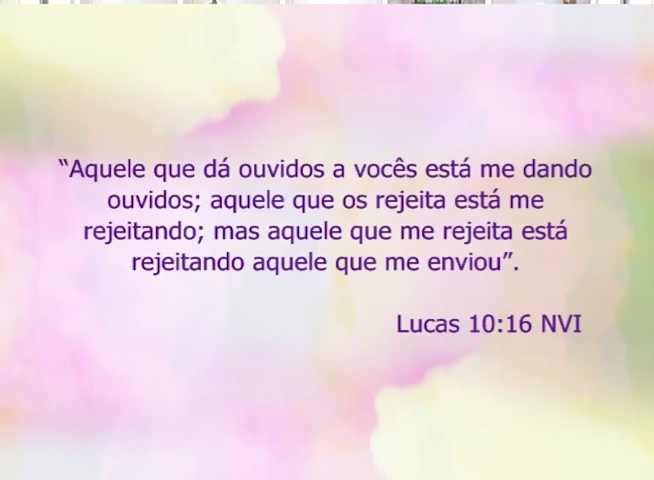 “Aquele que dá ouvidos a vocês está me dando
ouvidos; aquele que os rejeita está me
rejeitando; mas aquele que me rejeita está
rejeitando aquele que me enviou”.
Lucas 10:16 NVI